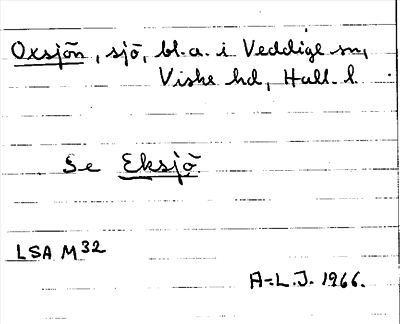 Oxsjön, sjö, bl.a. i Veddige sn,
Viske hd, Hall. l.
Se Eksjö
LSA M32
A-L.J. 1966.